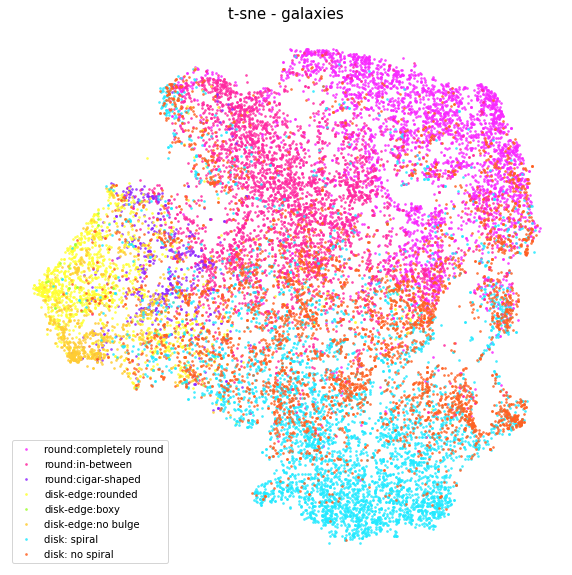 t-sne - galaxies
round:completely round
round:in-between
round:cigar-shaped
disk-edge:rounded
disk-edge:boxy
disk-edge:no bulge
disk: spiral
disk: no spiral